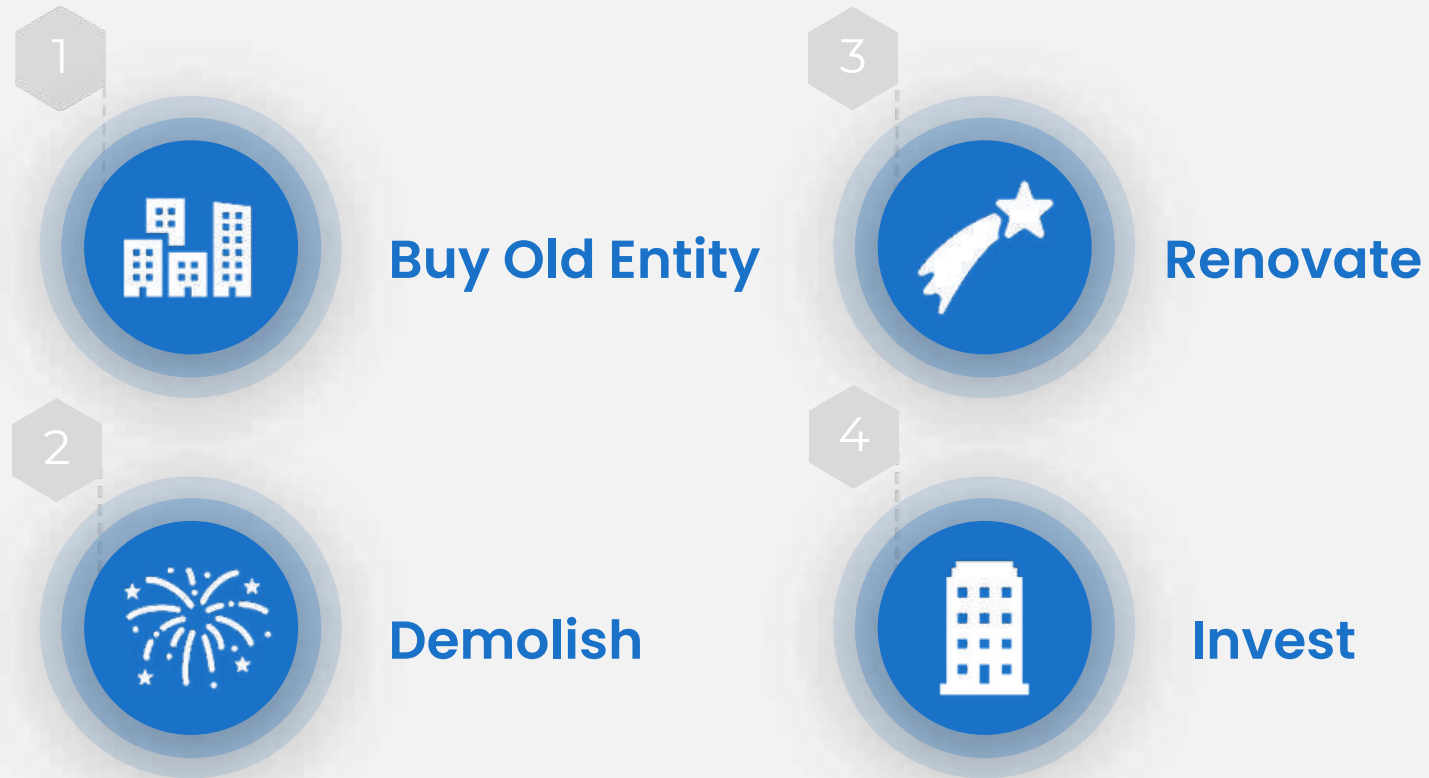 1
Buy Old Entity
2
Demolish
3
Renovate
4
Invest